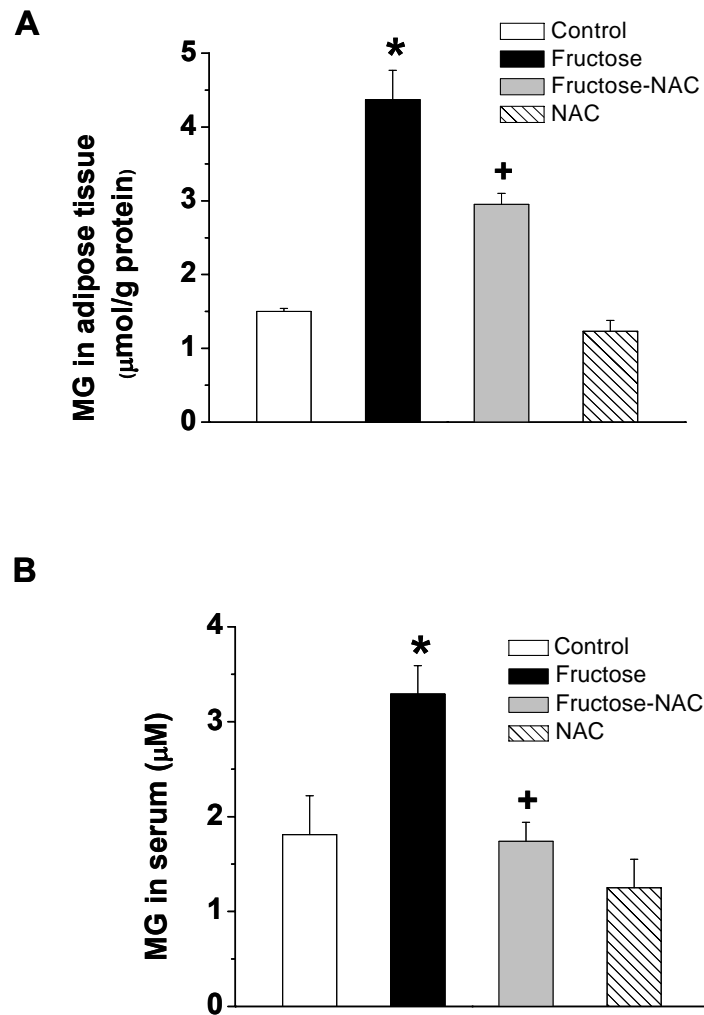 A
Control
Fructose
Fructose-NAC
NAC
*
+
5
4
3
2
1
0
MG in adipose tissue
(μmol/g protein)
B
Control
Fructose
Fructose-NAC
NAC
*
+
4
3
2
1
0
MG in serum (μM)